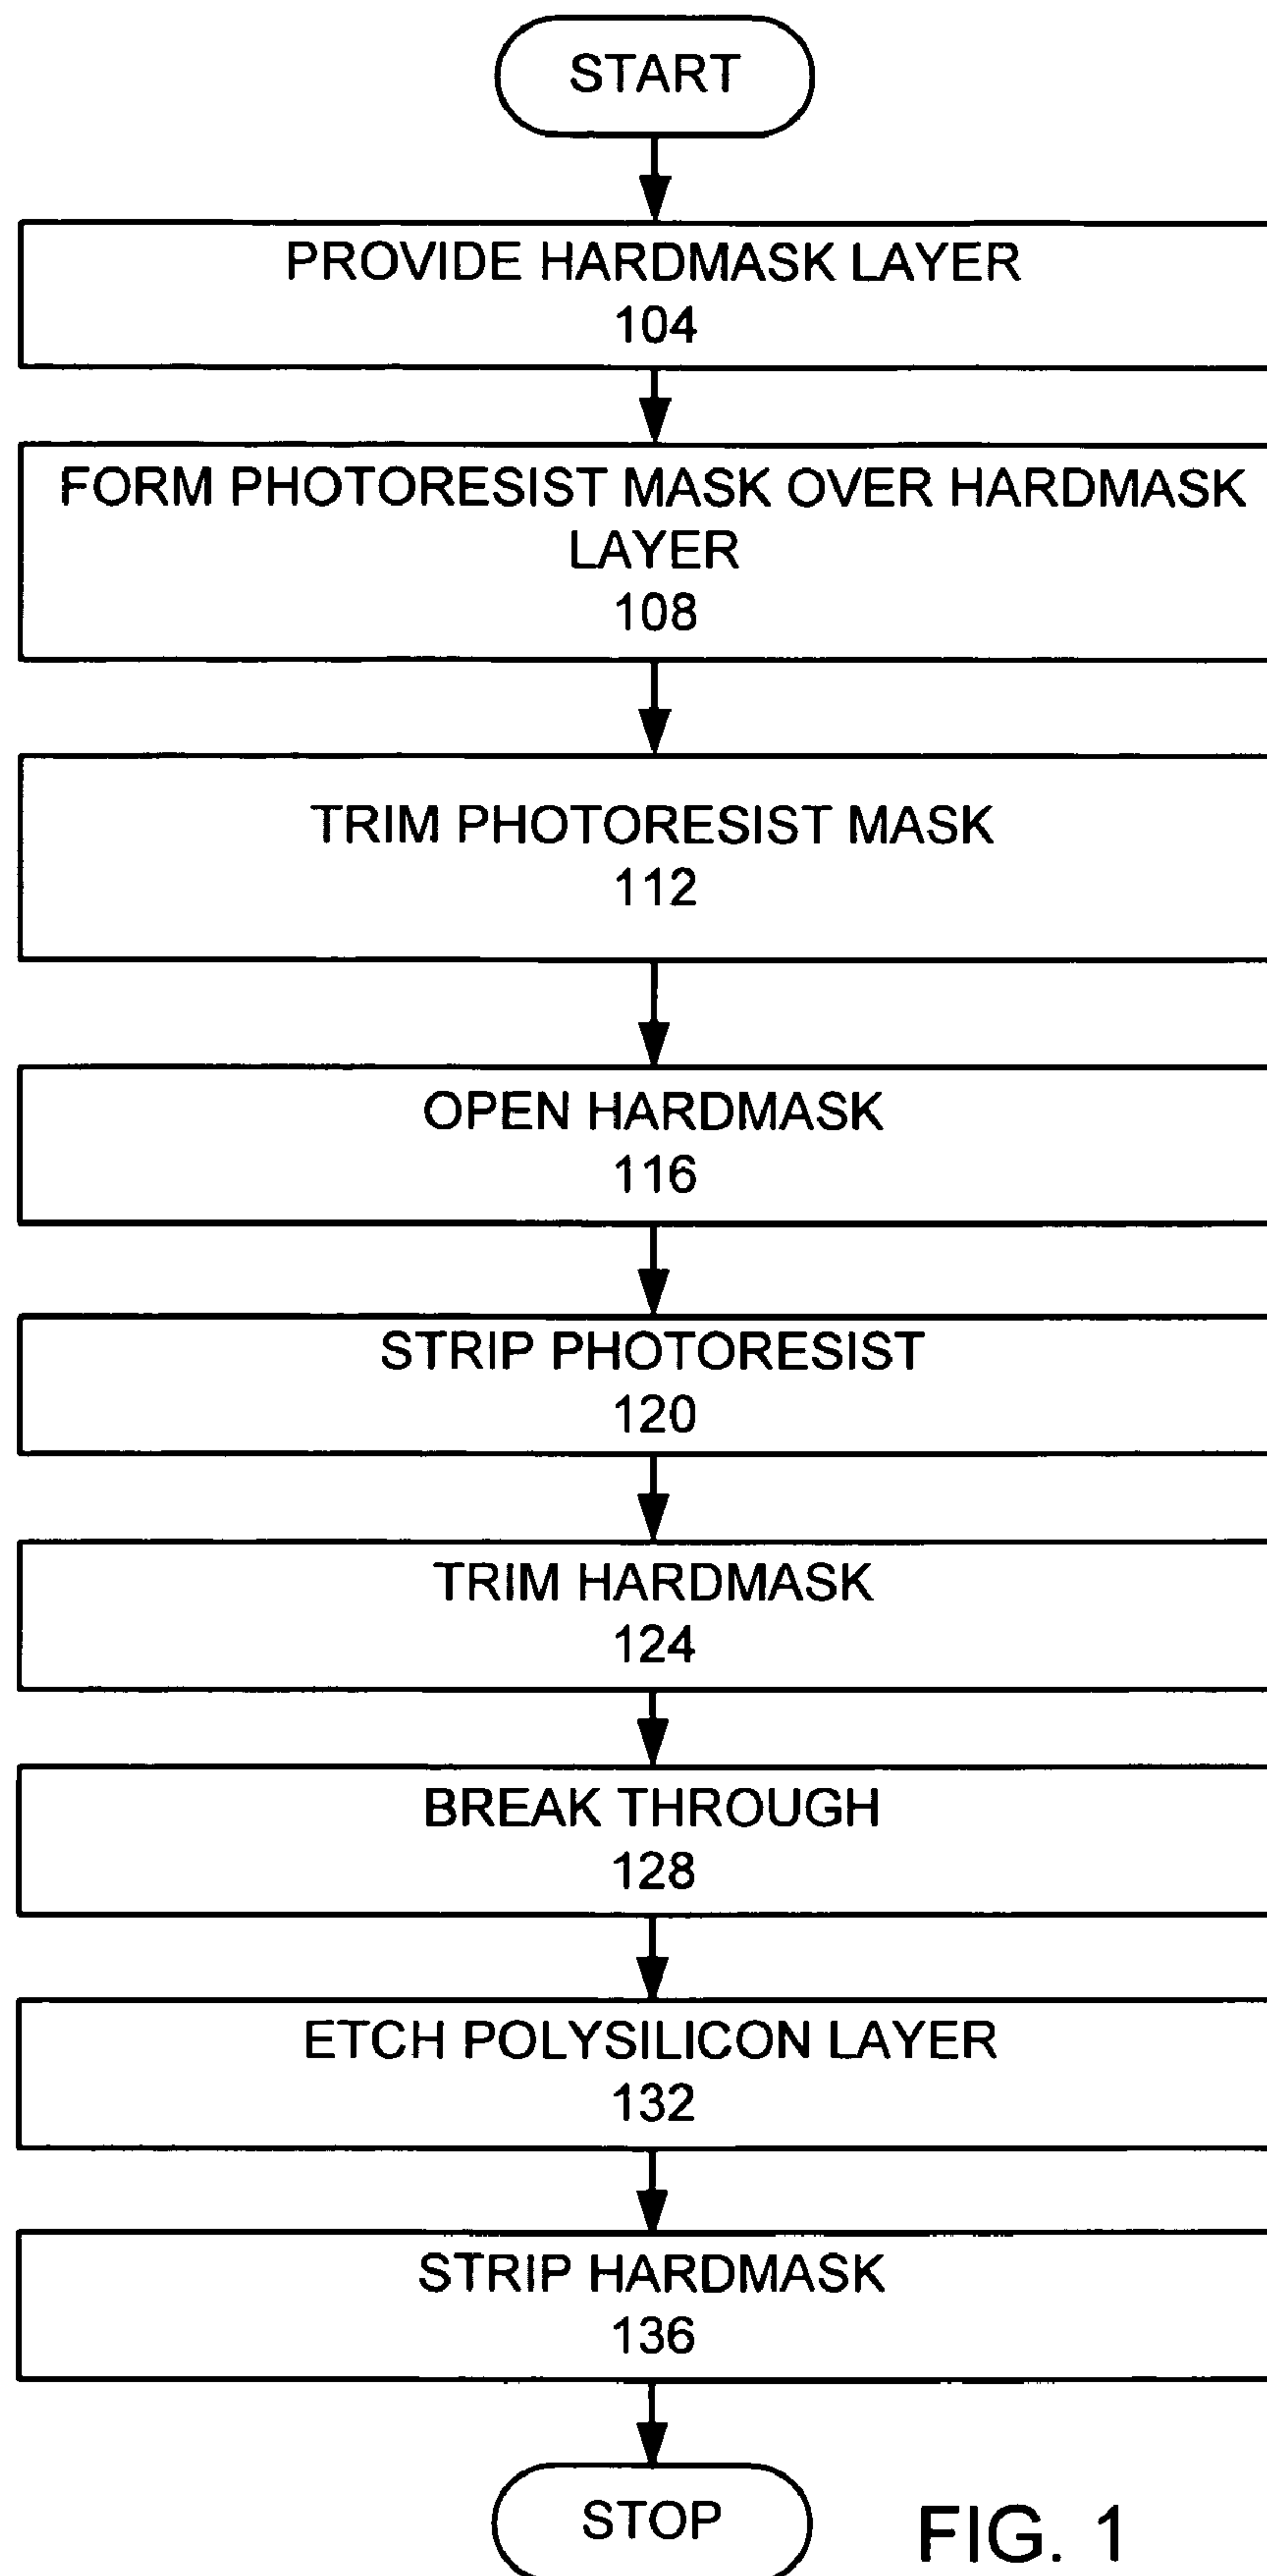 START
PROVIDE HARDMASK LAYER
104
FORM PHOTORESIST MASK OVER HARDMASK
LAYER
108
TRIM PHOTORESIST MASK
112
OPEN HARDMASK
116
STRIP PHOTORESIST
120
TRIM HARDMASK
124
BREAK THROUGH
128
ETCH POLYSILICON LAYER
132
STRIP HARDMASK
136
STOP
FIG. 1